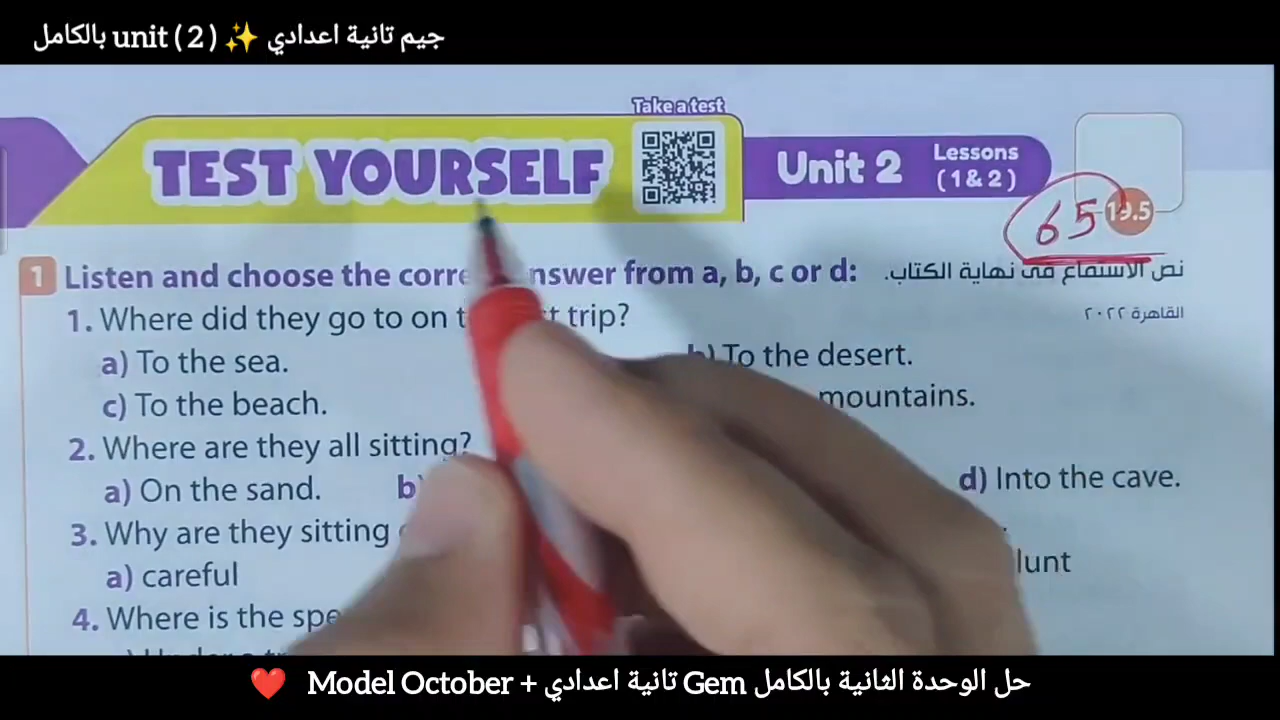 جيم تانية اعدادي ✨ unit ( 2 ) بالكامل
Take a test
TEST YOURSELF
Unit 2 Lessons (1 & 2)
65 19.5
1 Listen and choose the answer from a, b, c or d: نص الاستماع فى نهاية الكتاب.
1. Where did they go to on trip? القاهرة ٢٠٢٢
a) To the sea. b) To the desert.
c) To the beach. mountains.
2. Where are they all sitting?
a) On the sand. b) d) Into the cave.
3. Why are they sitting
a) careful lunt
4. Where is the
حل الوحدة الثانية بالكامل Gem تانية اعدادي + Model October ❤️